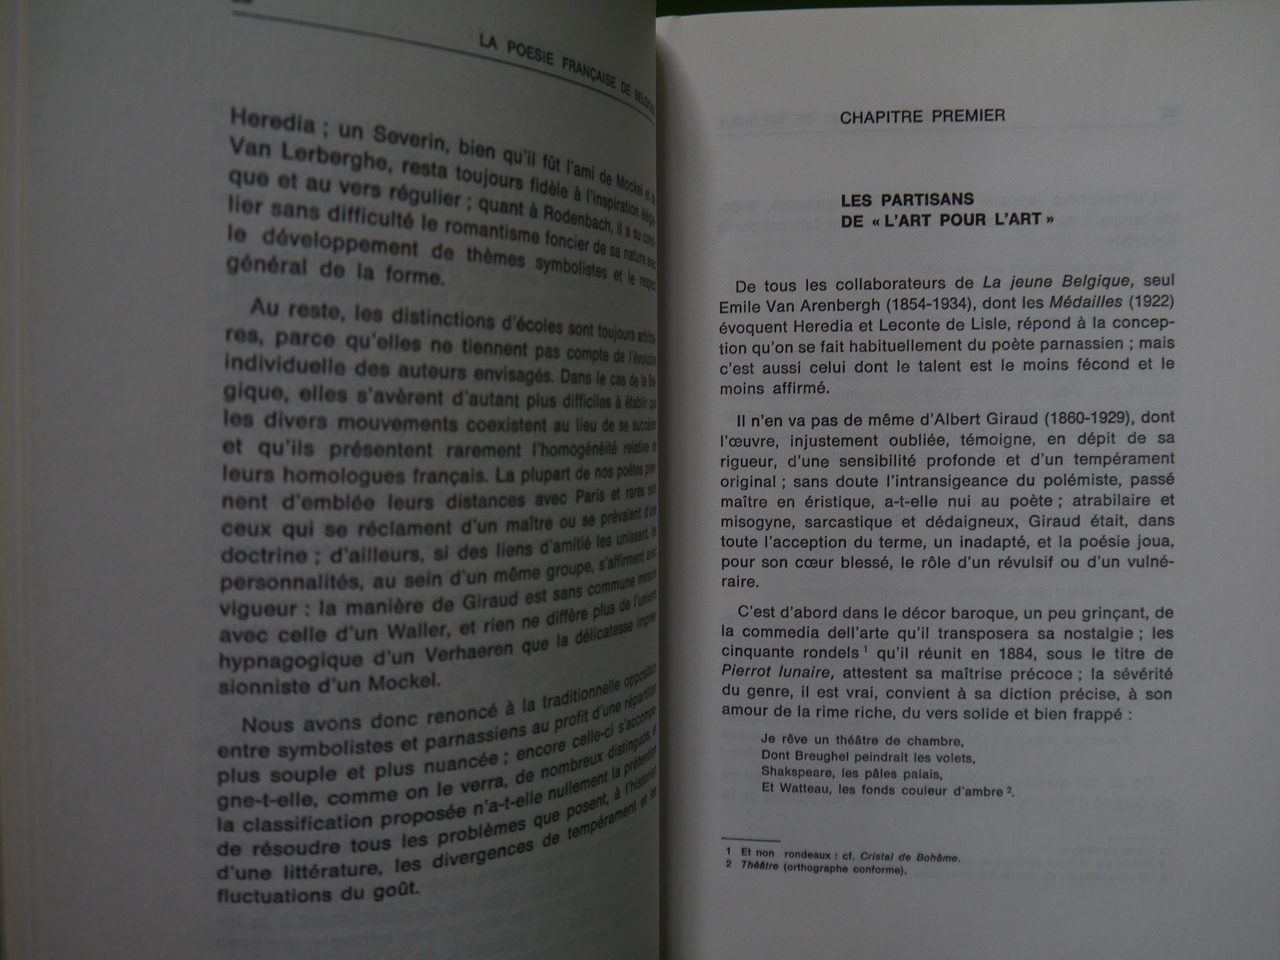 LA POESIE FRANÇAISE DE BELGIQUE
Heredia ; un Severin, bien qu'il fût l'ami de Mockel et de
Van Lerberghe, resta toujours fidèle à l'inspiration élégia-
que et au vers régulier ; quant à Rodenbach, il a su conci-
lier sans difficulté le romantisme foncier de sa nature avec
le développement de thèmes symbolistes et le respect
général de la forme.
Au reste, les distinctions d'écoles sont toujours arbitrai-
res, parce qu'elles ne tiennent pas compte de l'évolution
individuelle des auteurs envisagés. Dans le cas de la Bel-
gique, elles s'avèrent d'autant plus difficiles à établir que
les divers mouvements coexistent au lieu de se succéder
et qu'ils présentent rarement l'homogénéité relative à
leurs homologues français. La plupart de nos poètes pren-
nent d'emblée leurs distances avec Paris et rares sont
ceux qui se réclament d'un maître ou se prévalent d'une
doctrine ; d'ailleurs, si des liens d'amitié les unissent, les
personnalités, au sein d'un même groupe, s'affirment avec
vigueur : la manière de Giraud est sans commune mesure
avec celle d'un Waller, et rien ne diffère plus de l'univers
hypnagogique d'un Verhaeren que la délicatesse impres-
sionniste d'un Mockel.
Nous avons donc renoncé à la traditionnelle opposition
entre symbolistes et parnassiens au profit d'une répartition
plus souple et plus nuancée ; encore celle-ci s'accompa-
gne-t-elle, comme on le verra, de nombreux distinguos, et
la classification proposée n'a-t-elle nullement la prétention
de résoudre tous les problèmes que posent, à l'historien
d'une littérature, les divergences de tempérament et les
fluctuations du goût.
CHAPITRE PREMIER
LES PARTISANS
DE « L'ART POUR L'ART »
De tous les collaborateurs de La jeune Belgique, seul
Emile Van Arenbergh (1854-1934), dont les Médailles (1922)
évoquent Heredia et Leconte de Lisle, répond à la concep-
tion qu'on se fait habituellement du poète parnassien ; mais
c'est aussi celui dont le talent est le moins fécond et le
moins affirmé.
Il n'en va pas de même d'Albert Giraud (1860-1929), dont
l'œuvre, injustement oubliée, témoigne, en dépit de sa
rigueur, d'une sensibilité profonde et d'un tempérament
original ; sans doute l'intransigeance du polémiste, passé
maître en éristique, a-t-elle nui au poète ; atrabilaire et
misogyne, sarcastique et dédaigneux, Giraud était, dans
toute l'acception du terme, un inadapté, et la poésie joua,
pour son cœur blessé, le rôle d'un révulsif ou d'un vulné-
raire.
C'est d'abord dans le décor baroque, un peu grinçant, de
la commedia dell'arte qu'il transposera sa nostalgie ; les
cinquante rondels ¹ qu'il réunit en 1884, sous le titre de
Pierrot lunaire, attestent sa maîtrise précoce ; la sévérité
du genre, il est vrai, convient à sa diction précise, à son
amour de la rime riche, du vers solide et bien frappé :
Je rêve un théâtre de chambre,
Dont Breughel peindrait les volets,
Shakspeare, les pâles palais,
Et Watteau, les fonds couleur d'ambre ².
1 Et non rondeaux : cf. Cristal de Bohême.
2 Théâtre (orthographe conforme).